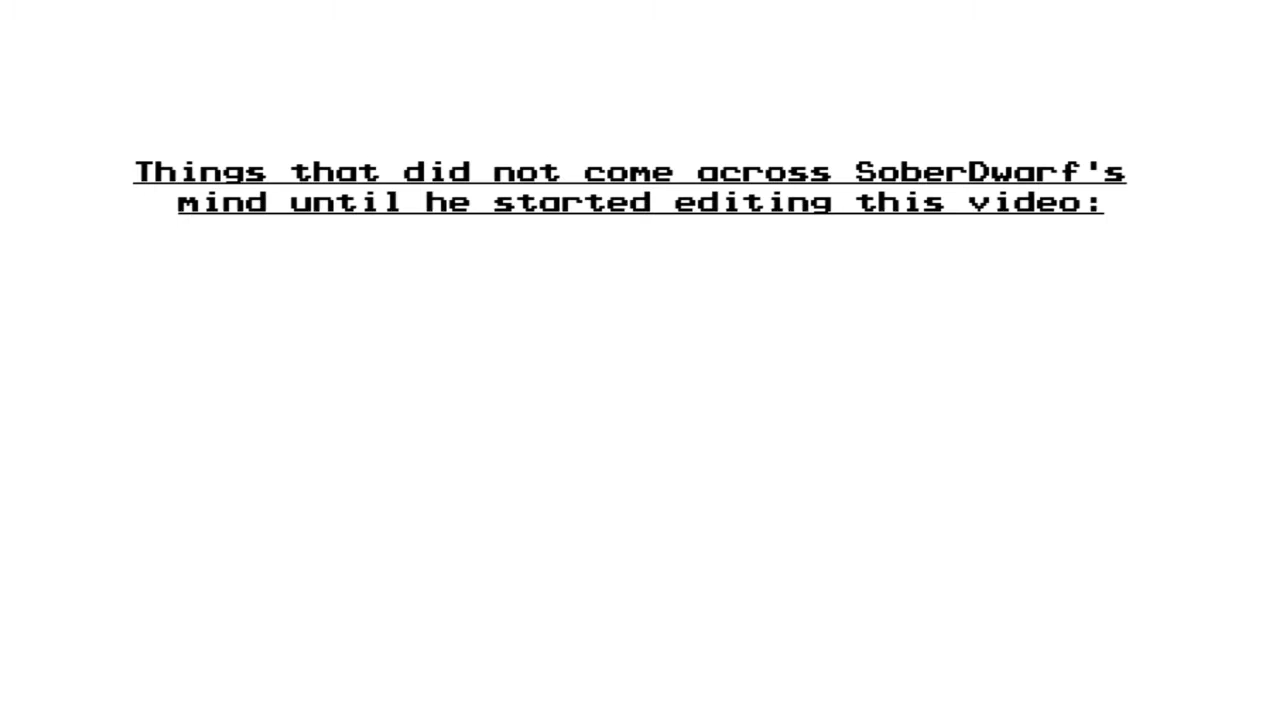 Things that did not come across SoberDwarf's
mind until he started editing this video: